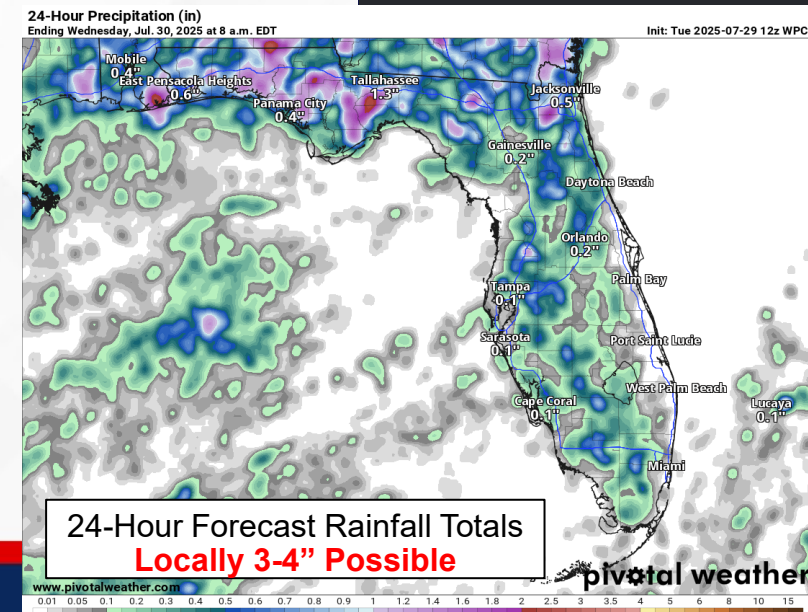 24-Hour Precipitation (in)
Ending Wednesday, Jul. 30, 2025 at 8 a.m. EDT
Init: Tue 2025-07-29 12z WPC
Mobile
0.4"
East Pensacola Heights
0.6"
Tallahassee
1.3"
Panama City
0.4"
Jacksonville
0.5"
Gainesville
0.2"
Daytona Beach
Orlando
0.2"
Palm Bay
Tampa
0.1"
Sarasota
0.1"
Port Saint Lucie
West Palm Beach
Cape Coral
0.1"
Lucaya
0.1"
Miami
24-Hour Forecast Rainfall Totals
Locally 3-4” Possible
www.pivotalweather.com
pivotal weather
0.01 0.05 0.1 0.2 0.3 0.4 0.5 0.6 0.7 0.8 0.9 1 1.2 1.4 1.6 1.8 2 2.5 3 3.5 4 5 6 8 10 15